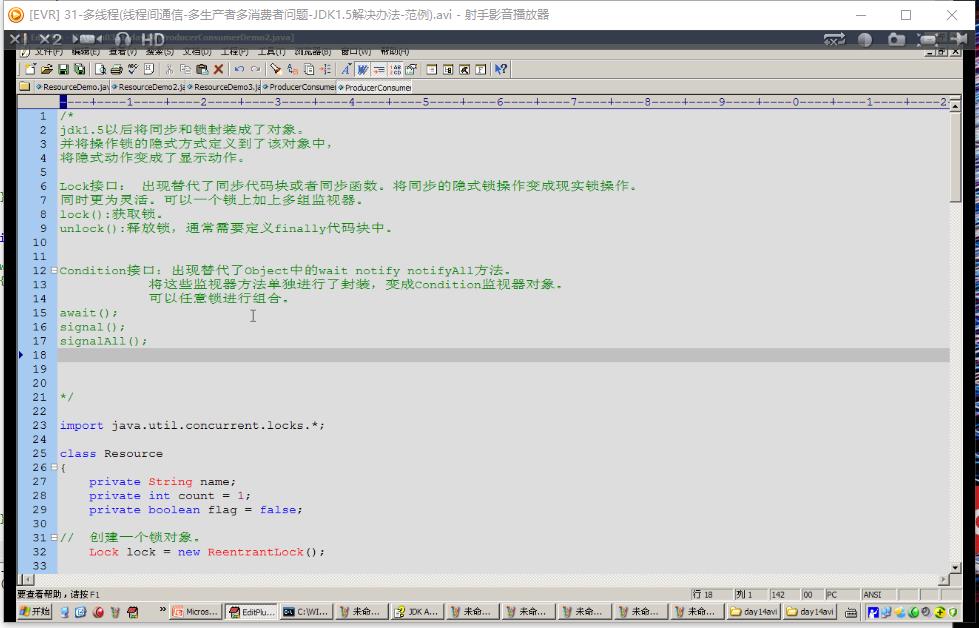 [EVR] 31-多线程(线程间通信-多生产者多消费者问题-JDK1.5解决办法-范例).avi - 射手影音播放器
X1 X2 HD
文件(F) 编辑(E) 查看(V) 搜索(S) 文档(D) 工程(P) 工具(T) 浏览器(B) 窗口(W) 帮助(H)
ResourceDemo.jav ResourceDemo2.ja ResourceDemo3.ja ProducerConsumer ProducerConsumer
----+----1----+----2----+----3----+----4----+----5----+----6----+----7----+----8----+----9----+----0----+----1----+----2
1 /*
2 jdk1.5以后将同步和锁封装成了对象。
3 并将操作锁的隐式方式定义到了该对象中，
4 将隐式动作变成了显示动作。
5
6 Lock接口： 出现替代了同步代码块或者同步函数。将同步的隐式锁操作变成现实锁操作。
7 同时更为灵活。可以一个锁上加上多组监视器。
8 lock():获取锁。
9 unlock():释放锁，通常需要定义finally代码块中。
10
11
12 Condition接口：出现替代了Object中的wait notify notifyAll方法。
13 将这些监视器方法单独进行了封装，变成Condition监视器对象。
14 可以任意锁进行组合。
15 await();
16 signal();
17 signalAll();
18
19
20
21 */
22
23 import java.util.concurrent.locks.*;
24
25 class Resource
26 {
27 private String name;
28 private int count = 1;
29 private boolean flag = false;
30
31 // 创建一个锁对象。
32 Lock lock = new ReentrantLock();
33
要查看帮助，请按 F1 行 18 列 1 142 00 PC ANSI
开始 » Micros... EditPlu... C:\WI... 未命... JDK A... 未命... 未命... 未命... 未命... 未命... day14avi day14avi